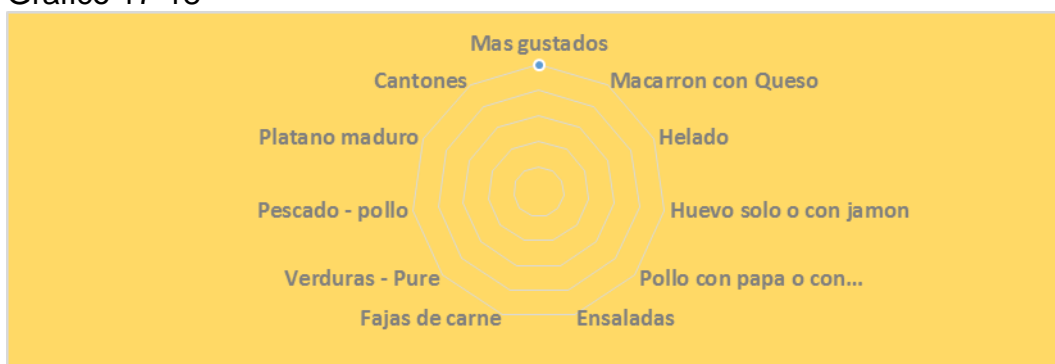 Mas gustados
Cantones
Macarron con Queso
Platano maduro
Helado
Pescado - pollo
Huevo solo o con jamon
Verduras - Pure
Pollo con papa o con...
Fajas de carne
Ensaladas